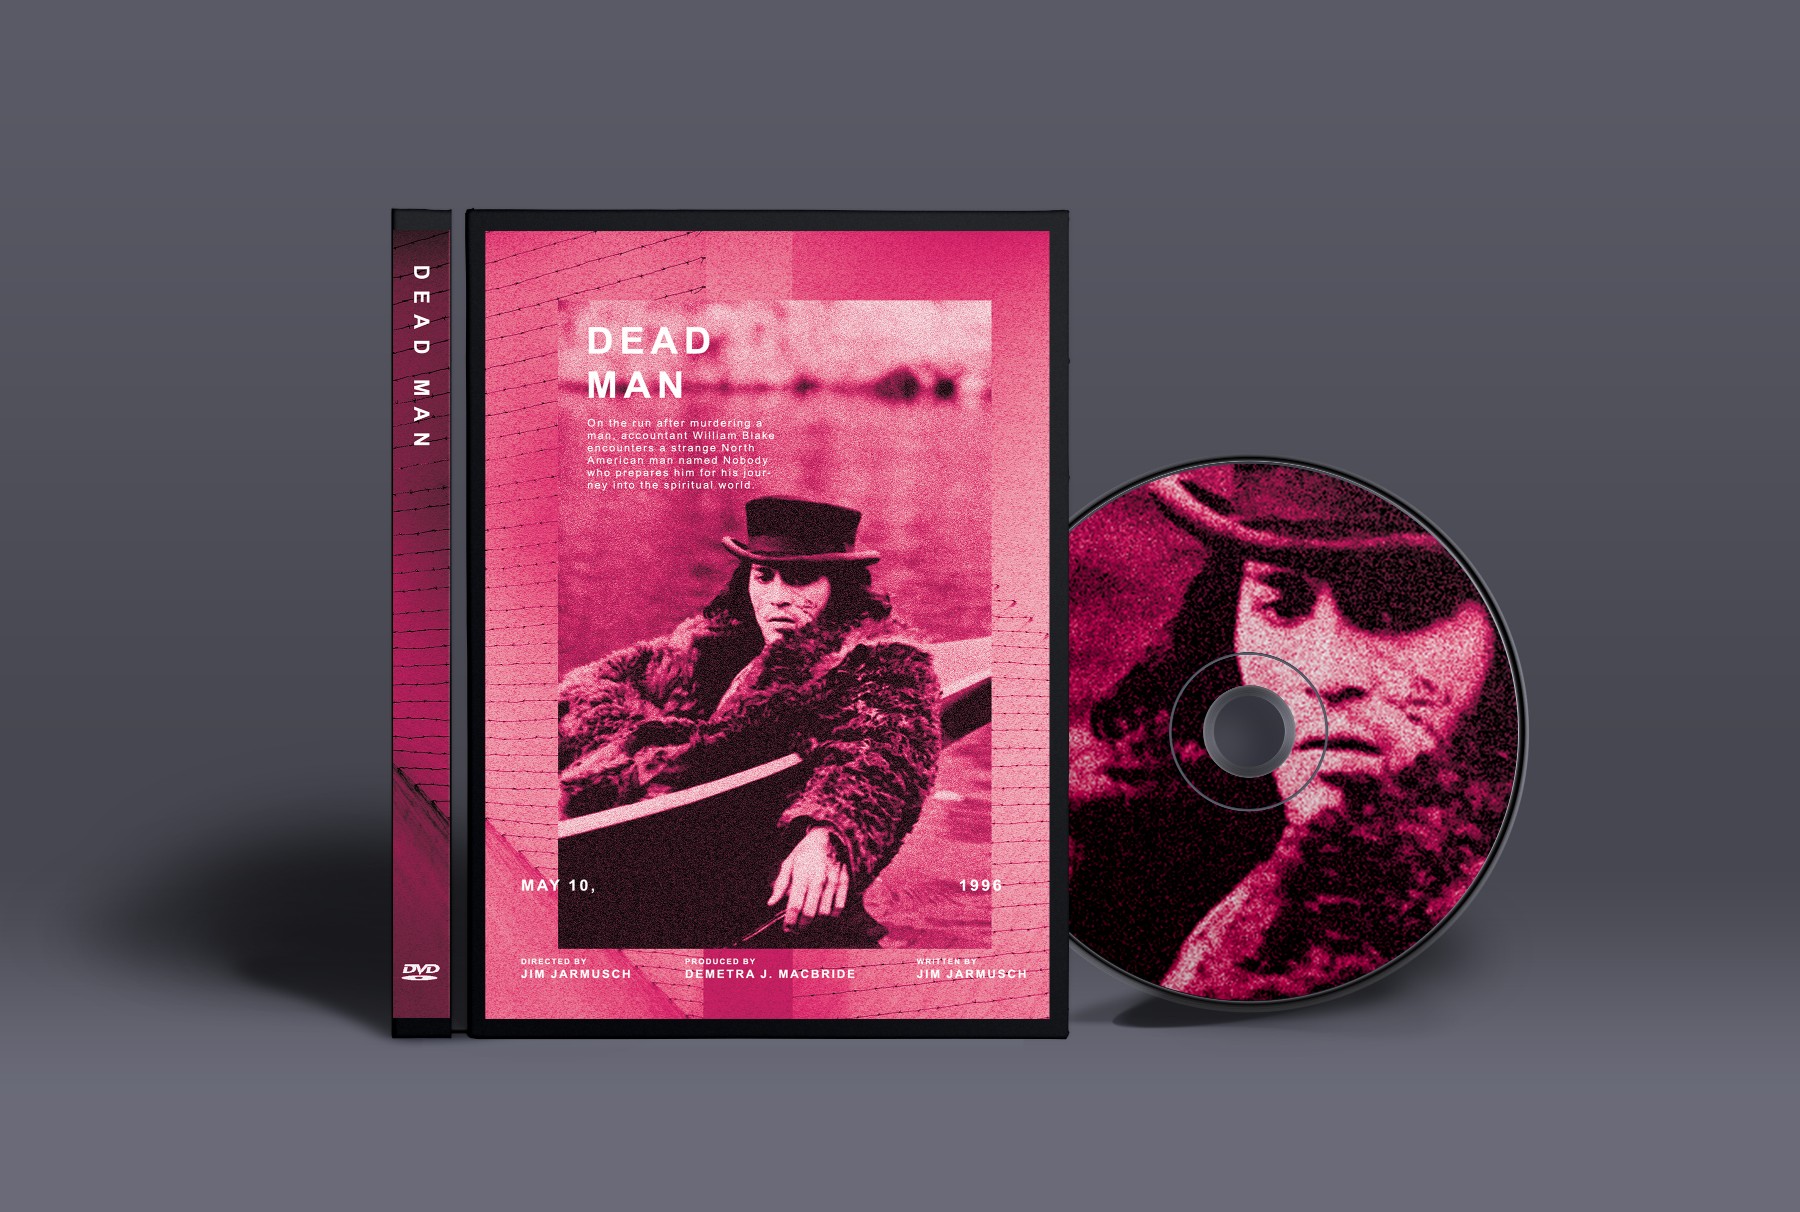 DEAD MAN
DVD
DEAD
MAN
On the run after murdering a
man, accountant William Blake
encounters a strange North
American man named Nobody
who prepares him for his jour-
ney into the spiritual world.
MAY 10,
1996
DIRECTED BY
JIM JARMUSCH
PRODUCED BY
DEMETRA J. MACBRIDE
WRITTEN BY
JIM JARMUSCH